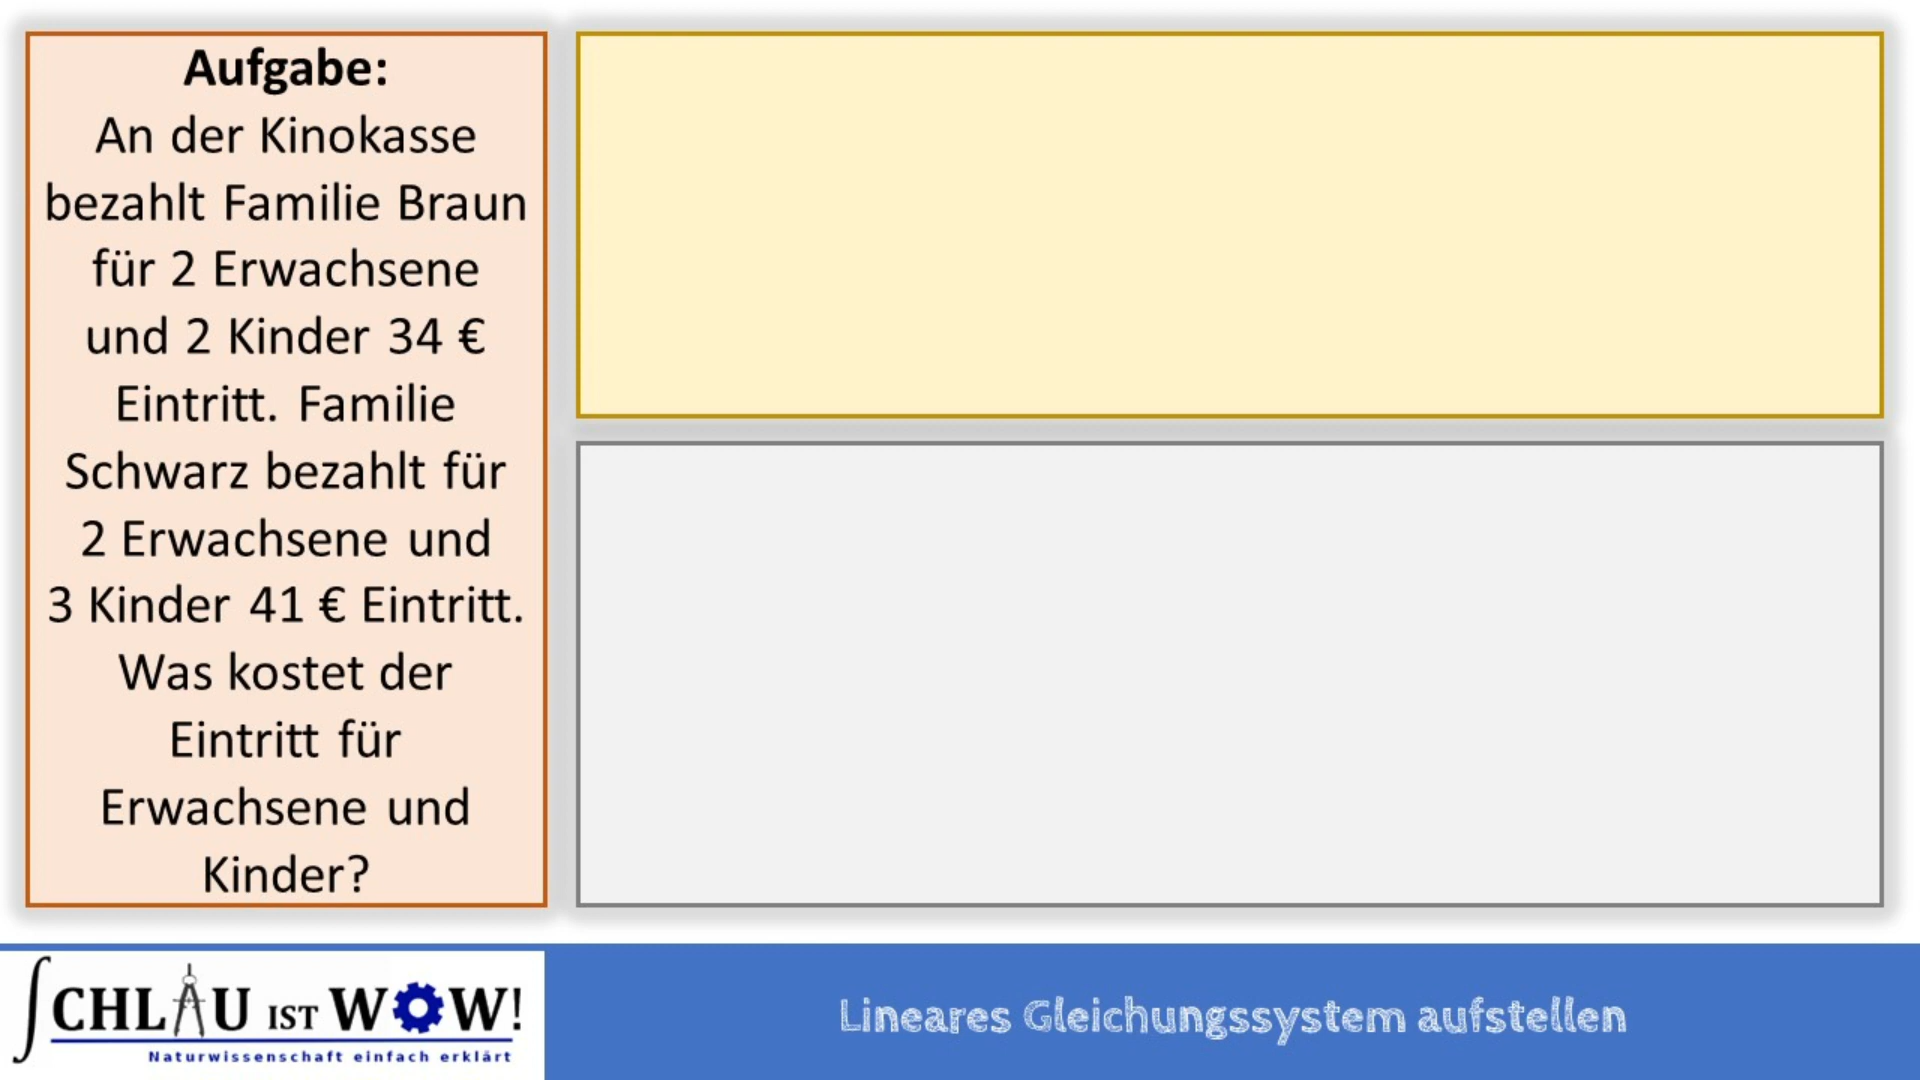 Aufgabe:
An der Kinokasse
bezahlt Familie Braun
für 2 Erwachsene
und 2 Kinder 34 €
Eintritt. Familie
Schwarz bezahlt für
2 Erwachsene und
3 Kinder 41 € Eintritt.
Was kostet der
Eintritt für
Erwachsene und
Kinder?
SCHLAU IST WOW!
Naturwissenschaft einfach erklärt
Lineares Gleichungssystem aufstellen